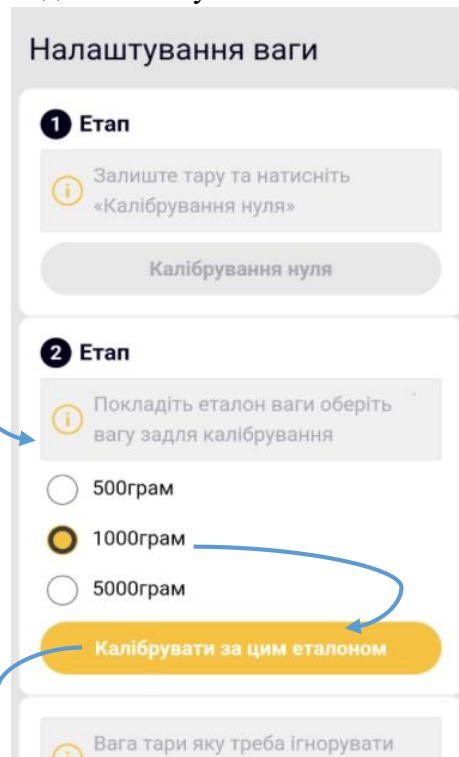 Налаштування ваги
1 Етап
Залиште тару та натисніть
«Калібрування нуля»
Калібрування нуля
2 Етап
Покладіть еталон ваги оберіть
вагу задля калібрування
500грам
1000грам
5000грам
Калібрувати за цим еталоном
Вага тари яку треба ігнорувати